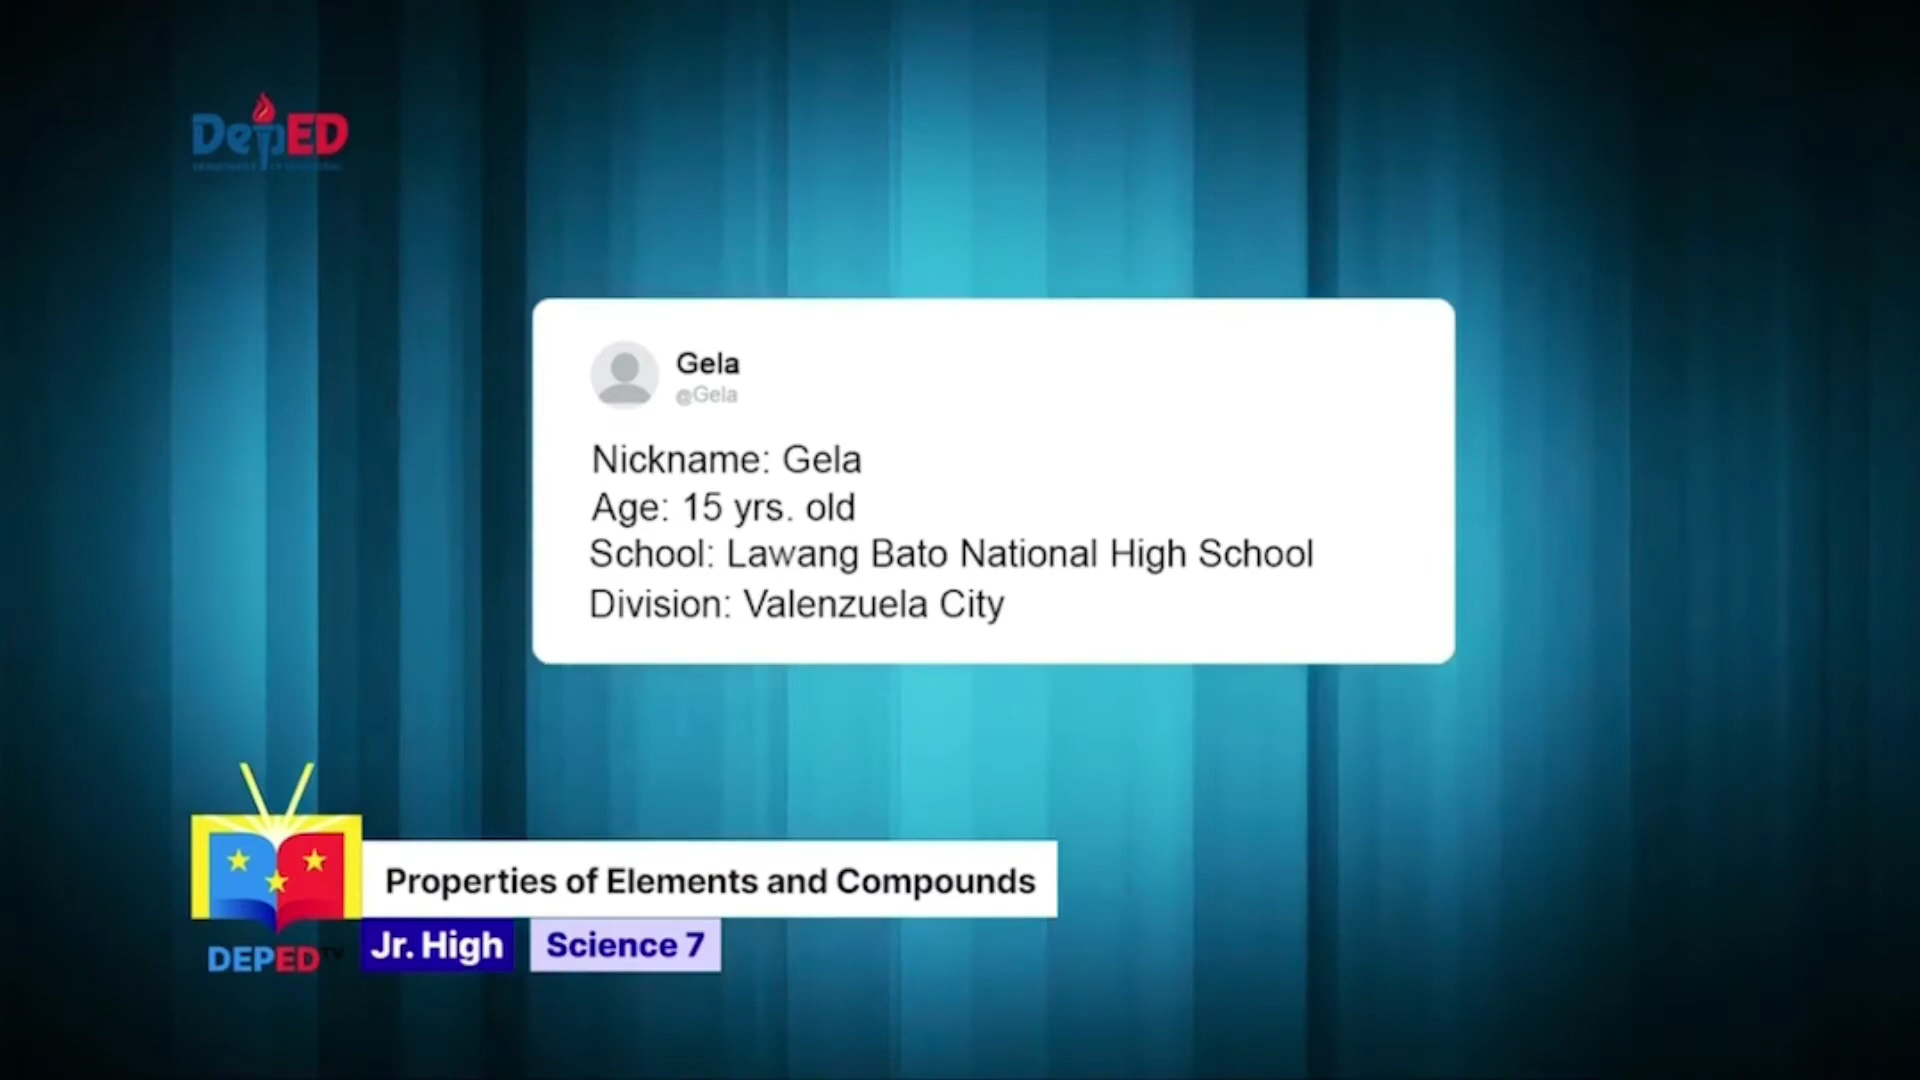 DepED
Gela
@Gela
Nickname: Gela
Age: 15 yrs. old
School: Lawang Bato National High School
Division: Valenzuela City
Properties of Elements and Compounds
Jr. High
Science 7
DEPED TV